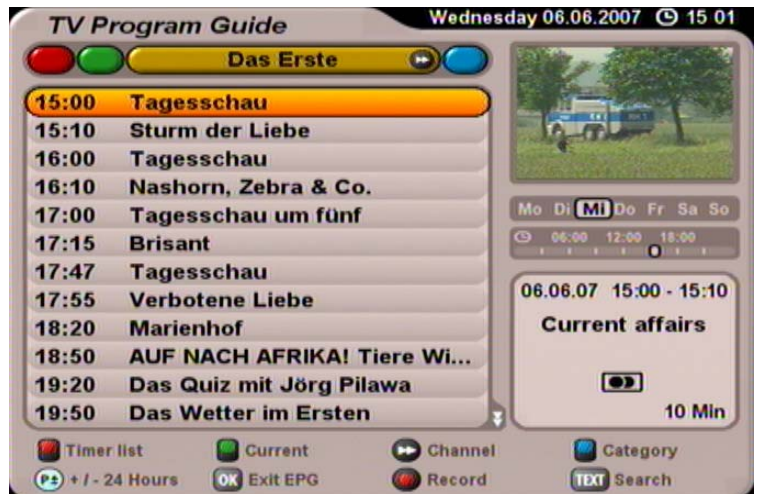 TV Program Guide
Wednesday 06.06.2007 15 01
Das Erste
15:00 Tagesschau
15:10 Sturm der Liebe
16:00 Tagesschau
16:10 Nashorn, Zebra & Co.
17:00 Tagesschau um fünf
17:15 Brisant
17:47 Tagesschau
17:55 Verbotene Liebe
18:20 Marienhof
18:50 AUF NACH AFRIKA! Tiere Wi...
19:20 Das Quiz mit Jörg Pilawa
19:50 Das Wetter im Ersten
Mo Di Mi Do Fr Sa So
06:00 12:00 18:00
06.06.07 15:00 - 15:10
Current affairs
10 Min
Timer list Current Channel Category
P± + / - 24 Hours OK Exit EPG Record TEXT Search